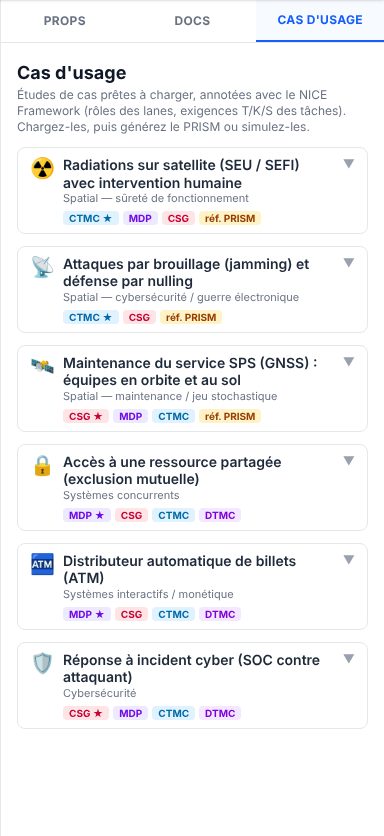 PROPS DOCS CAS D'USAGE
Cas d'usage
Études de cas prêtes à charger, annotées avec le NICE
Framework (rôles des lanes, exigences T/K/S des tâches).
Chargez-les, puis générez le PRISM ou simulez-les.
Radiations sur satellite (SEU / SEFI) ▼
avec intervention humaine
Spatial — sûreté de fonctionnement
CTMC ★ MDP CSG réf. PRISM
Attaques par brouillage (jamming) et ▼
défense par nulling
Spatial — cybersécurité / guerre électronique
CTMC ★ CSG réf. PRISM
Maintenance du service SPS (GNSS) : ▼
équipes en orbite et au sol
Spatial — maintenance / jeu stochastique
CSG ★ MDP CTMC réf. PRISM
Accès à une ressource partagée ▼
(exclusion mutuelle)
Systèmes concurrents
MDP ★ CSG CTMC DTMC
ATM Distributeur automatique de billets ▼
(ATM)
Systèmes interactifs / monétique
MDP ★ CSG CTMC DTMC
Réponse à incident cyber (SOC contre ▼
attaquant)
Cybersécurité
CSG ★ MDP CTMC DTMC